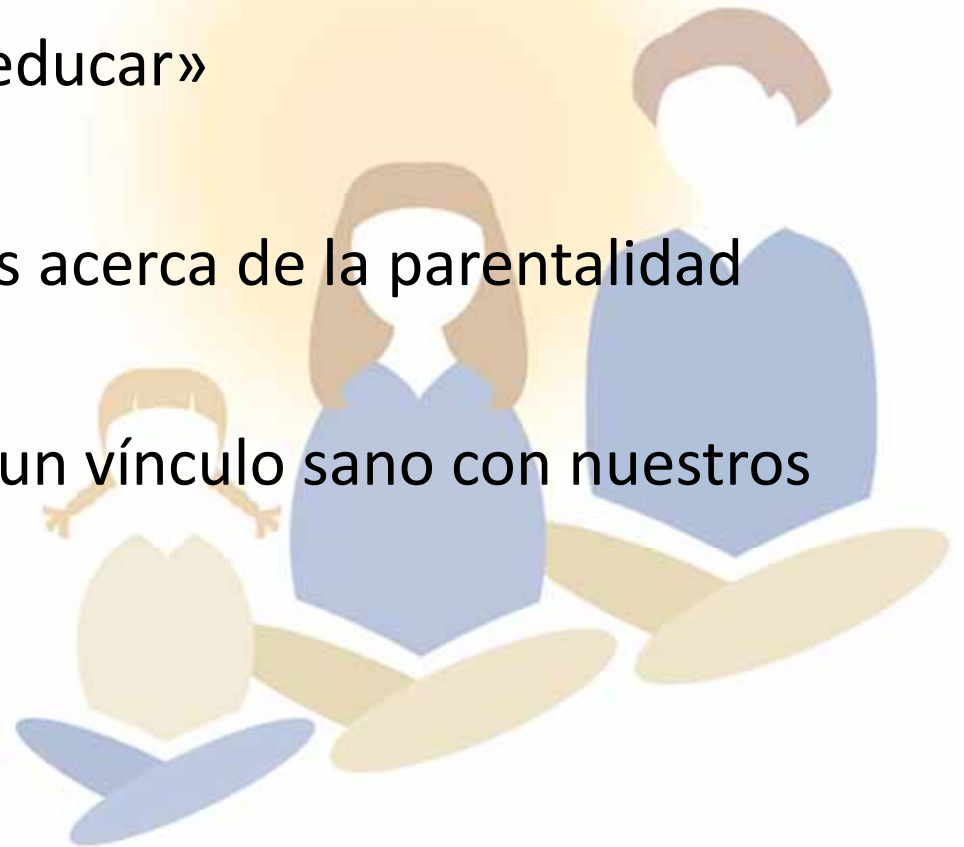 educar»
s acerca de la parentalidad
un vínculo sano con nuestros